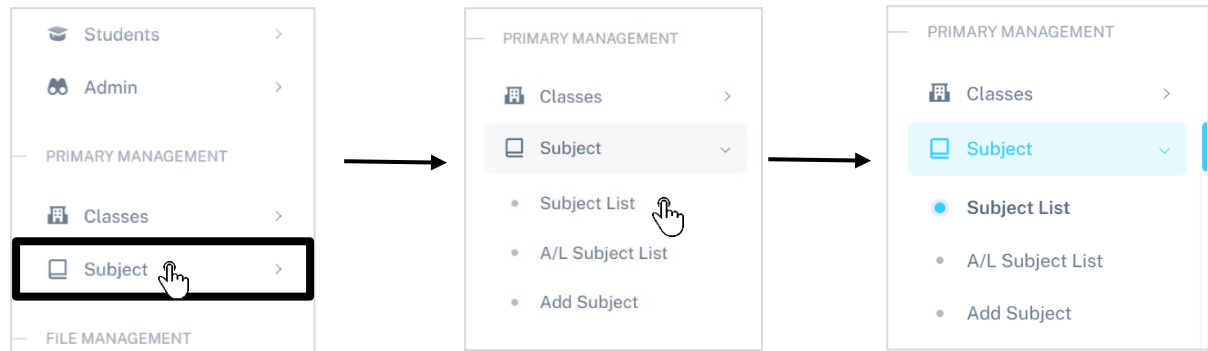 Students
Admin
PRIMARY MANAGEMENT
Classes
Subject
FILE MANAGEMENT
PRIMARY MANAGEMENT
Classes
Subject
Subject List
A/L Subject List
Add Subject
PRIMARY MANAGEMENT
Classes
Subject
Subject List
A/L Subject List
Add Subject